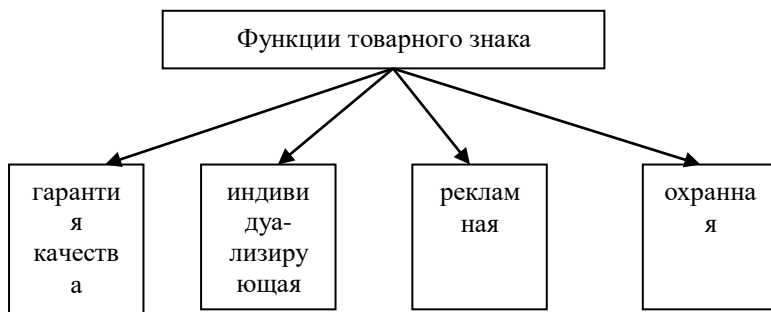 Функции товарного знака
гаранти
я
качеств
а
индиви
дуа-
лизиру
ющая
реклам
ная
охранна
я